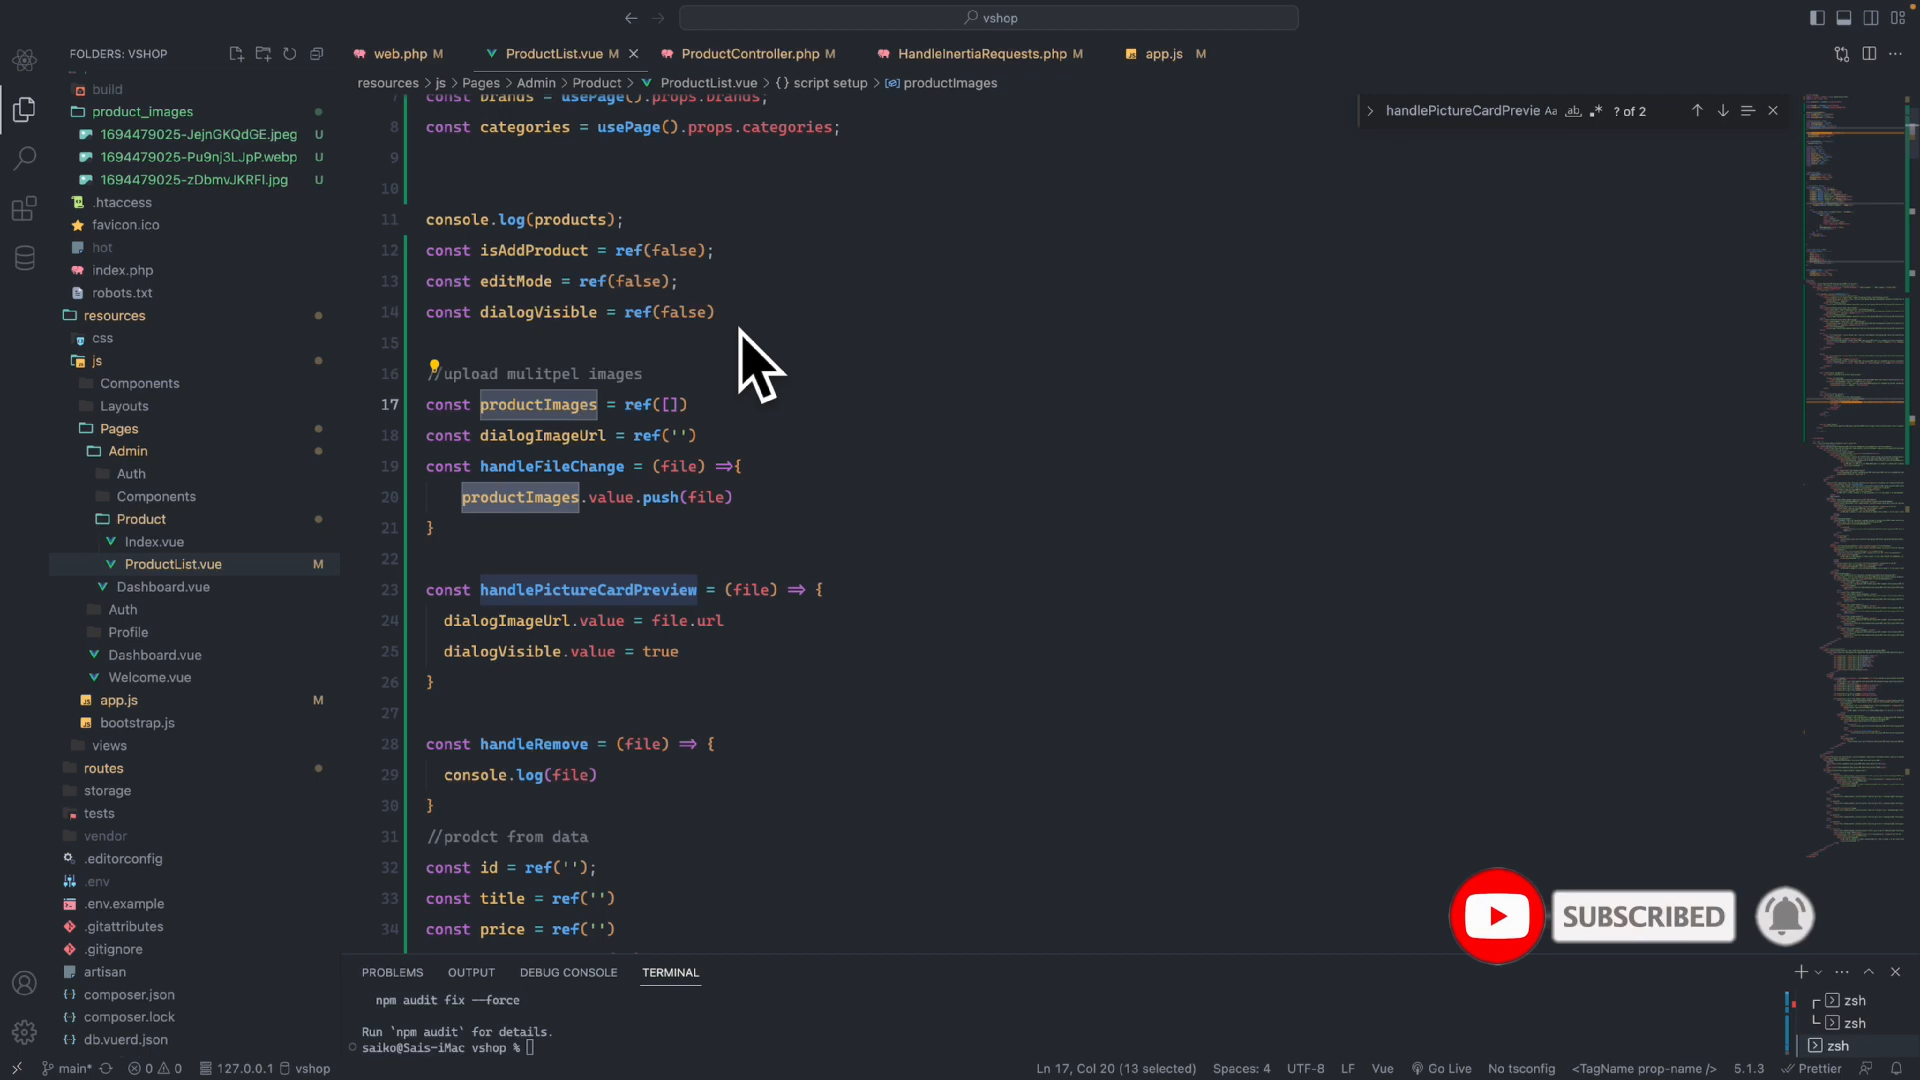 vshop
FOLDERS: VSHOP
build
product_images
1694479025-JejnGKQdGE.jpeg U
1694479025-Pu9nj3LJpP.webp U
1694479025-zDbmvJKRFl.jpg U
.htaccess
favicon.ico
hot
index.php
robots.txt
resources
css
js
Components
Layouts
Pages
Admin
Auth
Components
Product
Index.vue
ProductList.vue M
Dashboard.vue
Auth
Profile
Dashboard.vue
Welcome.vue
app.js M
bootstrap.js
views
routes
storage
tests
vendor
.editorconfig
.env
.env.example
.gitattributes
.gitignore
artisan
composer.json
composer.lock
db.vuerd.json
web.php M ProductList.vue M ProductController.php M HandleInertiaRequests.php M app.js M
resources > js > Pages > Admin > Product > ProductList.vue > {} script setup > productImages
handlePictureCardPrevie Aa ab .* ? of 2
7 const brands = usePage().props.brands;
8 const categories = usePage().props.categories;
9
10
11 console.log(products);
12 const isAddProduct = ref(false);
13 const editMode = ref(false);
14 const dialogVisible = ref(false)
15
16 //upload mulitpel images
17 const productImages = ref([])
18 const dialogImageUrl = ref('')
19 const handleFileChange = (file) =>{
20 productImages.value.push(file)
21 }
22
23 const handlePictureCardPreview = (file) => {
24 dialogImageUrl.value = file.url
25 dialogVisible.value = true
26 }
27
28 const handleRemove = (file) => {
29 console.log(file)
30 }
31 //prodct from data
32 const id = ref('');
33 const title = ref('')
34 const price = ref('')
SUBSCRIBED
PROBLEMS OUTPUT DEBUG CONSOLE TERMINAL
npm audit fix --force
Run `npm audit` for details.
saiko@Sais-iMac vshop %
zsh
zsh
zsh
main* 0 0 127.0.0.1 vshop Ln 17, Col 20 (13 selected) Spaces: 4 UTF-8 LF Vue Go Live No tsconfig <TagName prop-name /> 5.1.3 Prettier